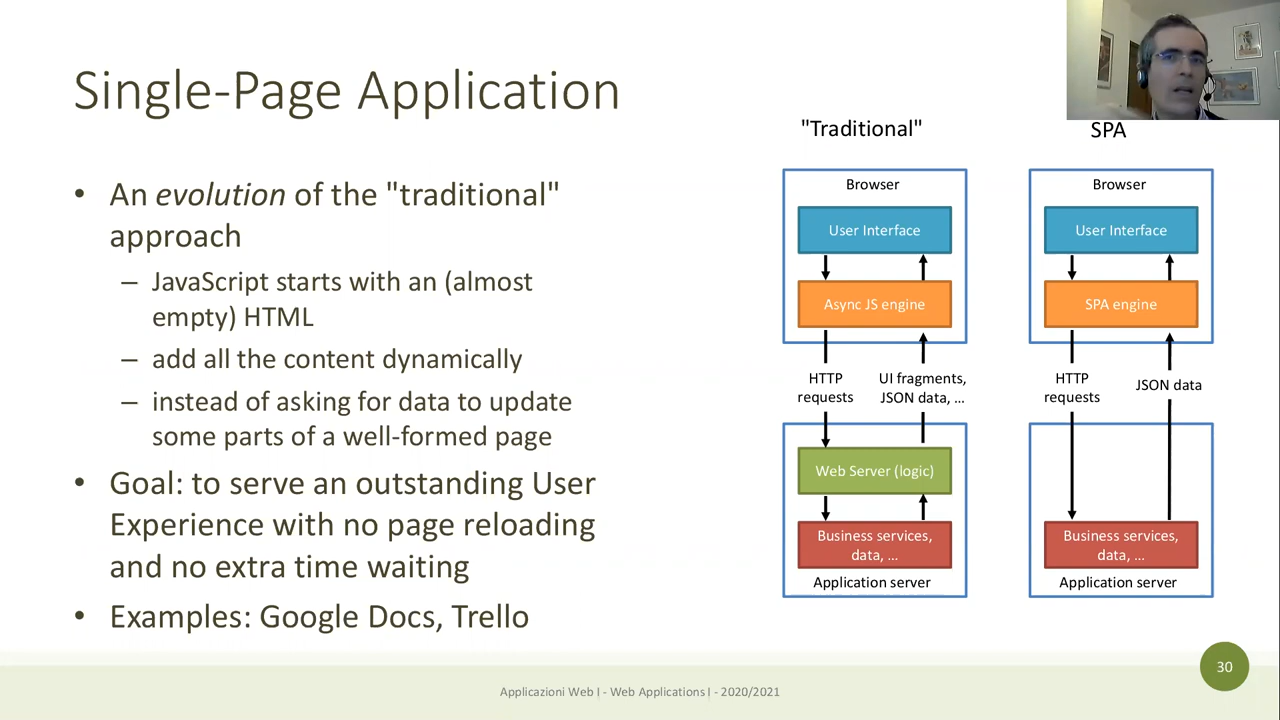 Single-Page Application
• An evolution of the "traditional"
approach
– JavaScript starts with an (almost
empty) HTML
– add all the content dynamically
– instead of asking for data to update
some parts of a well-formed page
• Goal: to serve an outstanding User
Experience with no page reloading
and no extra time waiting
• Examples: Google Docs, Trello
"Traditional"
Browser
User Interface
Async JS engine
HTTP
requests
UI fragments,
JSON data, ...
Web Server (logic)
Business services,
data, ...
Application server
SPA
Browser
User Interface
SPA engine
HTTP
requests
JSON data
Business services,
data, ...
Application server
Applicazioni Web I - Web Applications I - 2020/2021
30